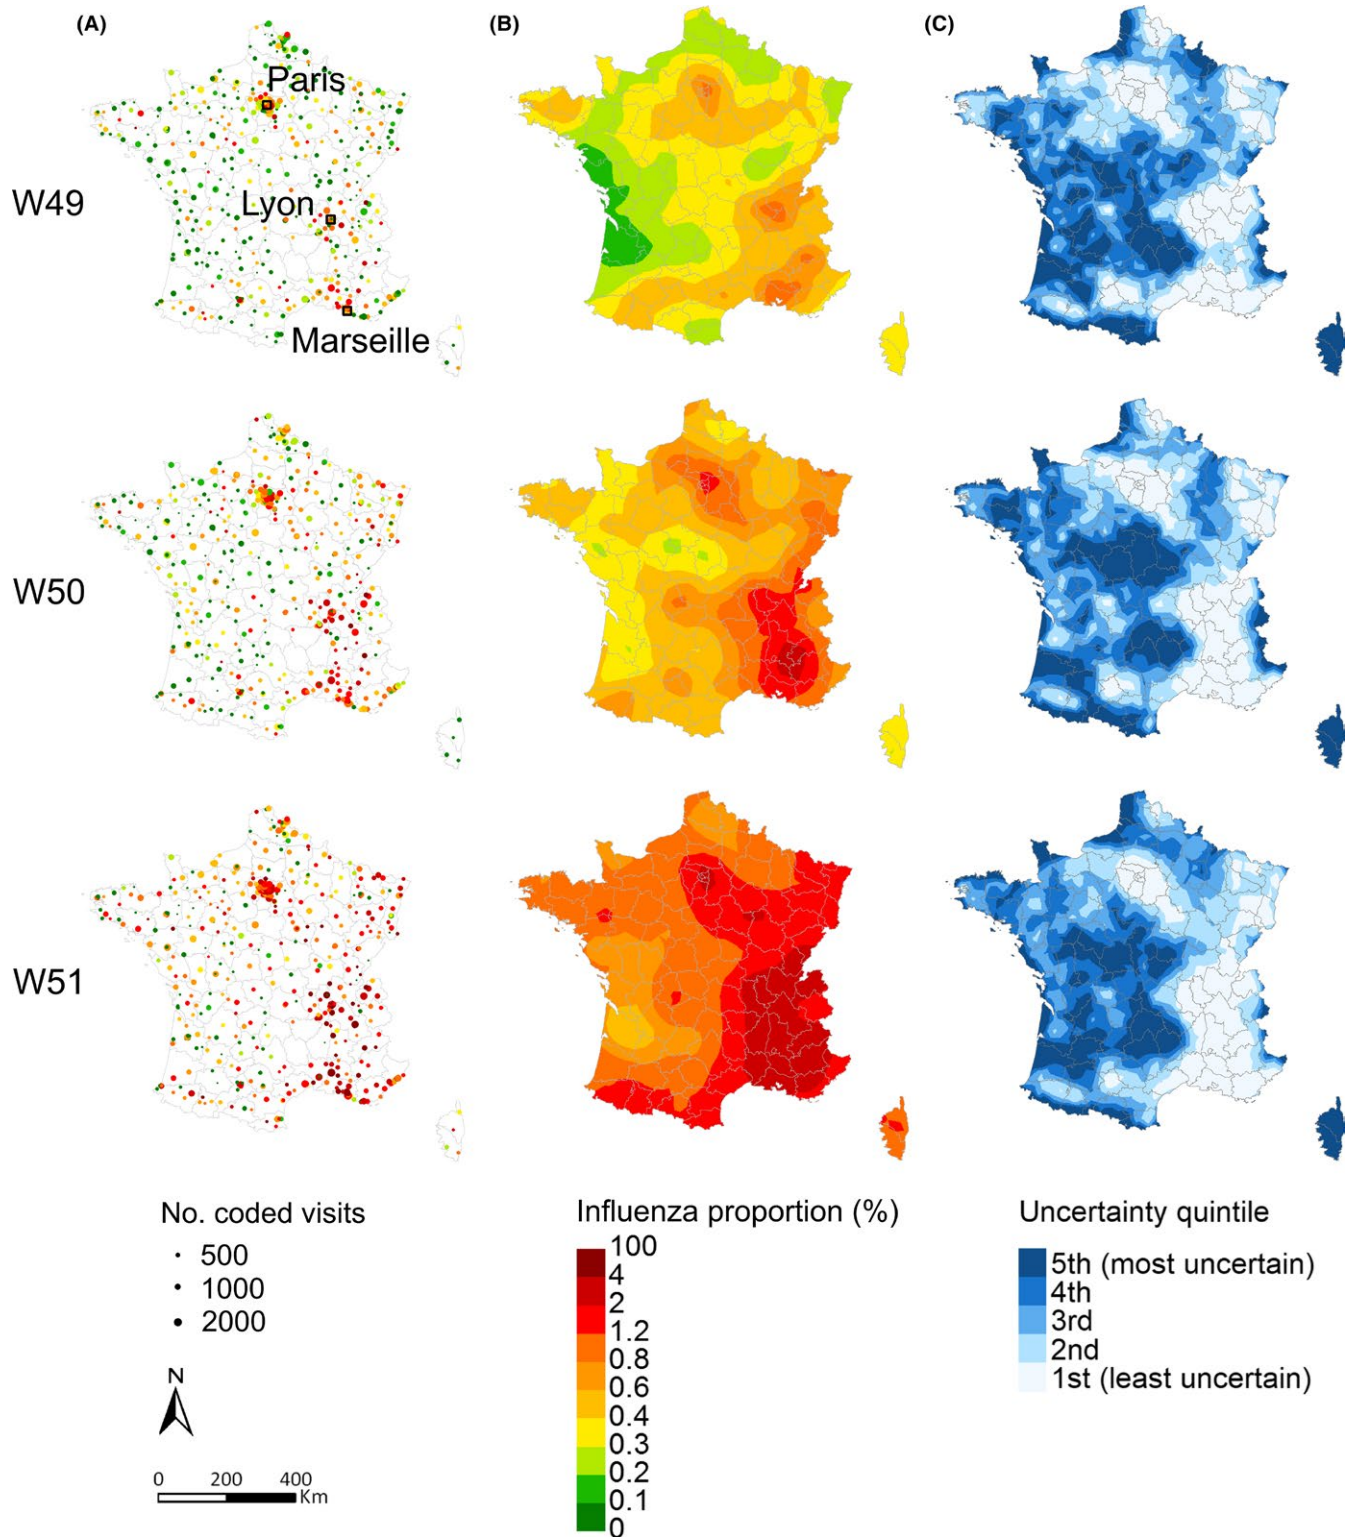 (A)
(B)
(C)
Paris
W49
Lyon
Marseille
W50
W51
No. coded visits
500
1000
2000
N
0 200 400
Km
Influenza proportion (%)
100
4
2
1.2
0.8
0.6
0.4
0.3
0.2
0.1
0
Uncertainty quintile
5th (most uncertain)
4th
3rd
2nd
1st (least uncertain)